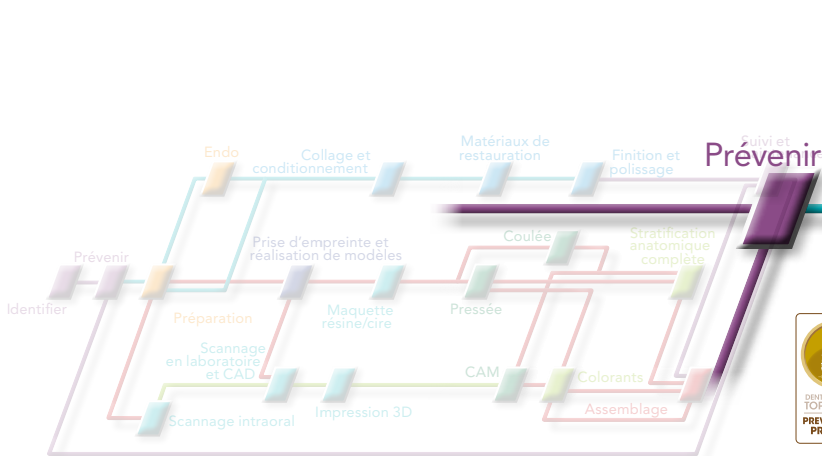 Matériaux de
restauration
Suivi et
Prévenir
Endo
Collage et
conditionnement
Finition et
polissage
Prise d'empreinte et
réalisation de modèles
Coulée
Stratification
anatomique
complète
Prévenir
Identifier
Préparation
Maquette
résine/cire
Pressée
Scannage
en laboratoire
et CAD
CAM
Colorants
Scannage intraoral
Impression 3D
Assemblage